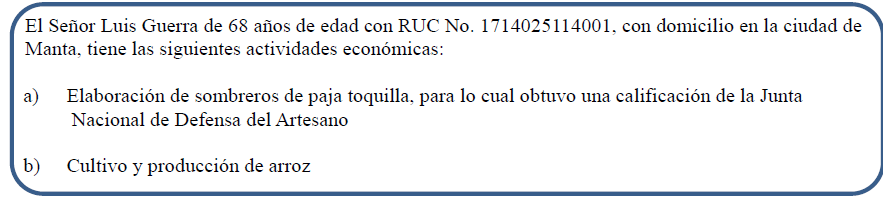 El Señor Luis Guerra de 68 años de edad con RUC No. 1714025114001, con domicilio en la ciudad de
Manta, tiene las siguientes actividades económicas:
a) Elaboración de sombreros de paja toquilla, para lo cual obtuvo una calificación de la Junta
Nacional de Defensa del Artesano
b) Cultivo y producción de arroz